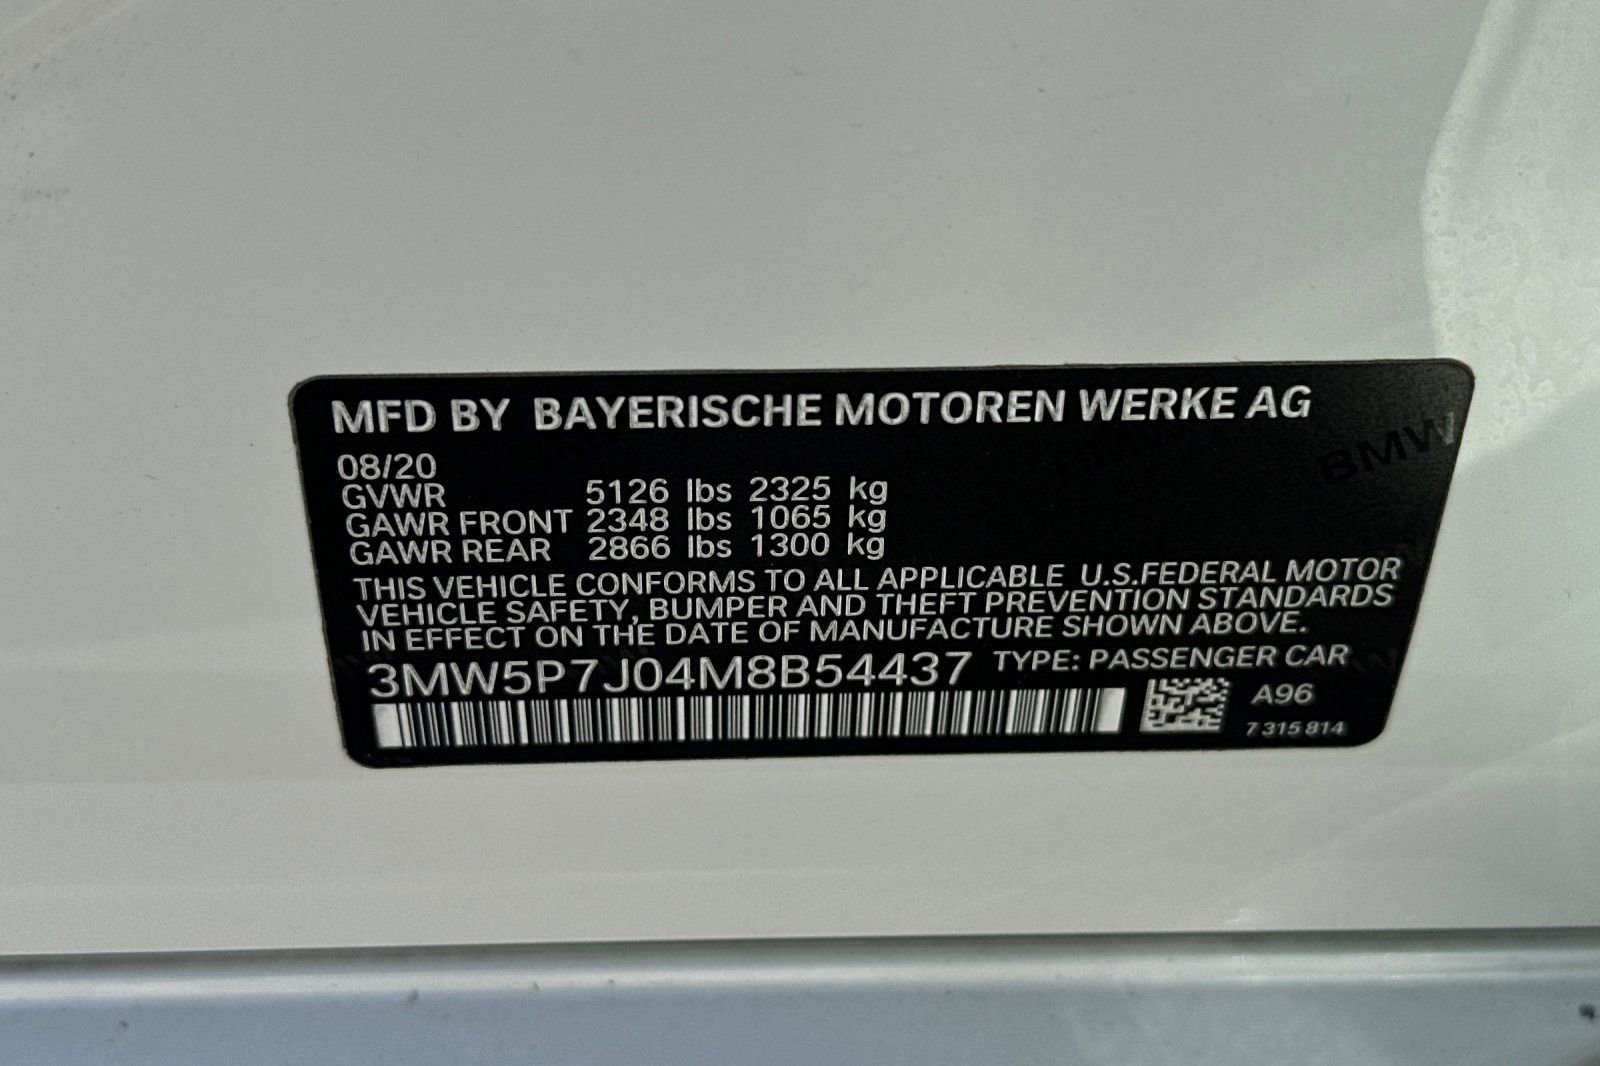 MFD BY BAYERISCHE MOTOREN WERKE AG
08/20
GVWR 5126 lbs 2325 kg
GAWR FRONT 2348 lbs 1065 kg
GAWR REAR 2866 lbs 1300 kg
THIS VEHICLE CONFORMS TO ALL APPLICABLE U.S.FEDERAL MOTOR
VEHICLE SAFETY, BUMPER AND THEFT PREVENTION STANDARDS
IN EFFECT ON THE DATE OF MANUFACTURE SHOWN ABOVE.
3MW5P7J04M8B54437 TYPE: PASSENGER CAR
A96
7 315 814
BMW
BMW